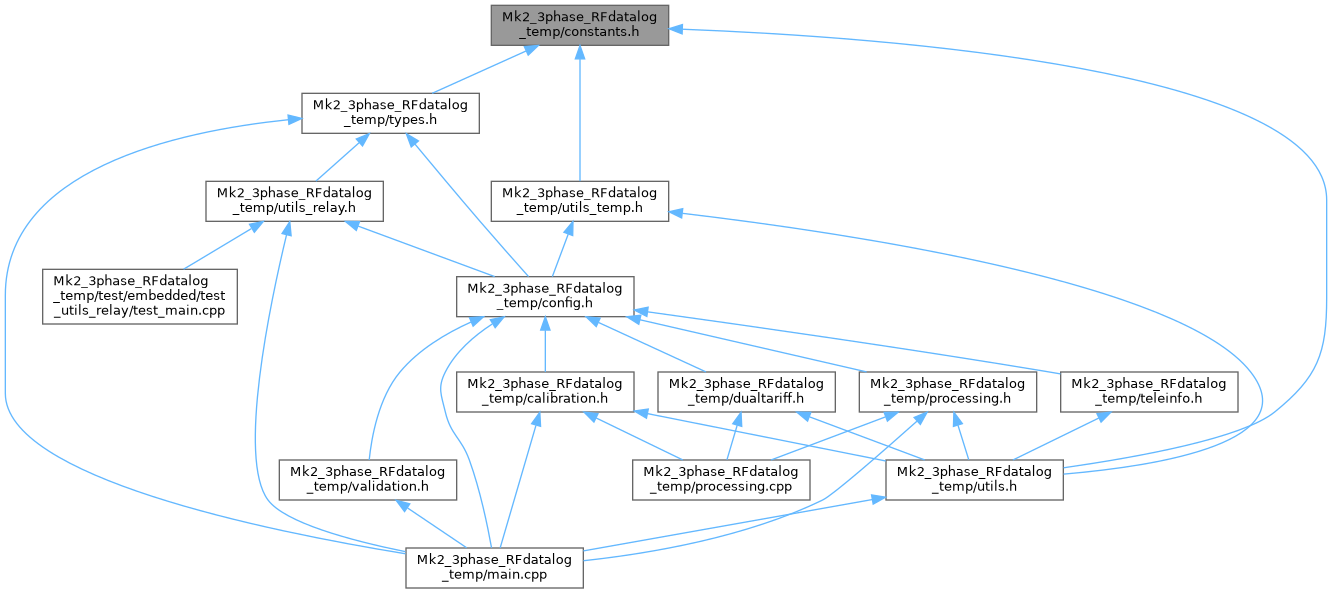 Mk2_3phase_RFdatalog
_temp/constants.h
Mk2_3phase_RFdatalog
_temp/types.h
Mk2_3phase_RFdatalog
_temp/utils_relay.h
Mk2_3phase_RFdatalog
_temp/utils_temp.h
Mk2_3phase_RFdatalog
_temp/test/embedded/test
_utils_relay/test_main.cpp
Mk2_3phase_RFdatalog
_temp/config.h
Mk2_3phase_RFdatalog
_temp/calibration.h
Mk2_3phase_RFdatalog
_temp/dualtariff.h
Mk2_3phase_RFdatalog
_temp/processing.h
Mk2_3phase_RFdatalog
_temp/teleinfo.h
Mk2_3phase_RFdatalog
_temp/validation.h
Mk2_3phase_RFdatalog
_temp/processing.cpp
Mk2_3phase_RFdatalog
_temp/utils.h
Mk2_3phase_RFdatalog
_temp/main.cpp